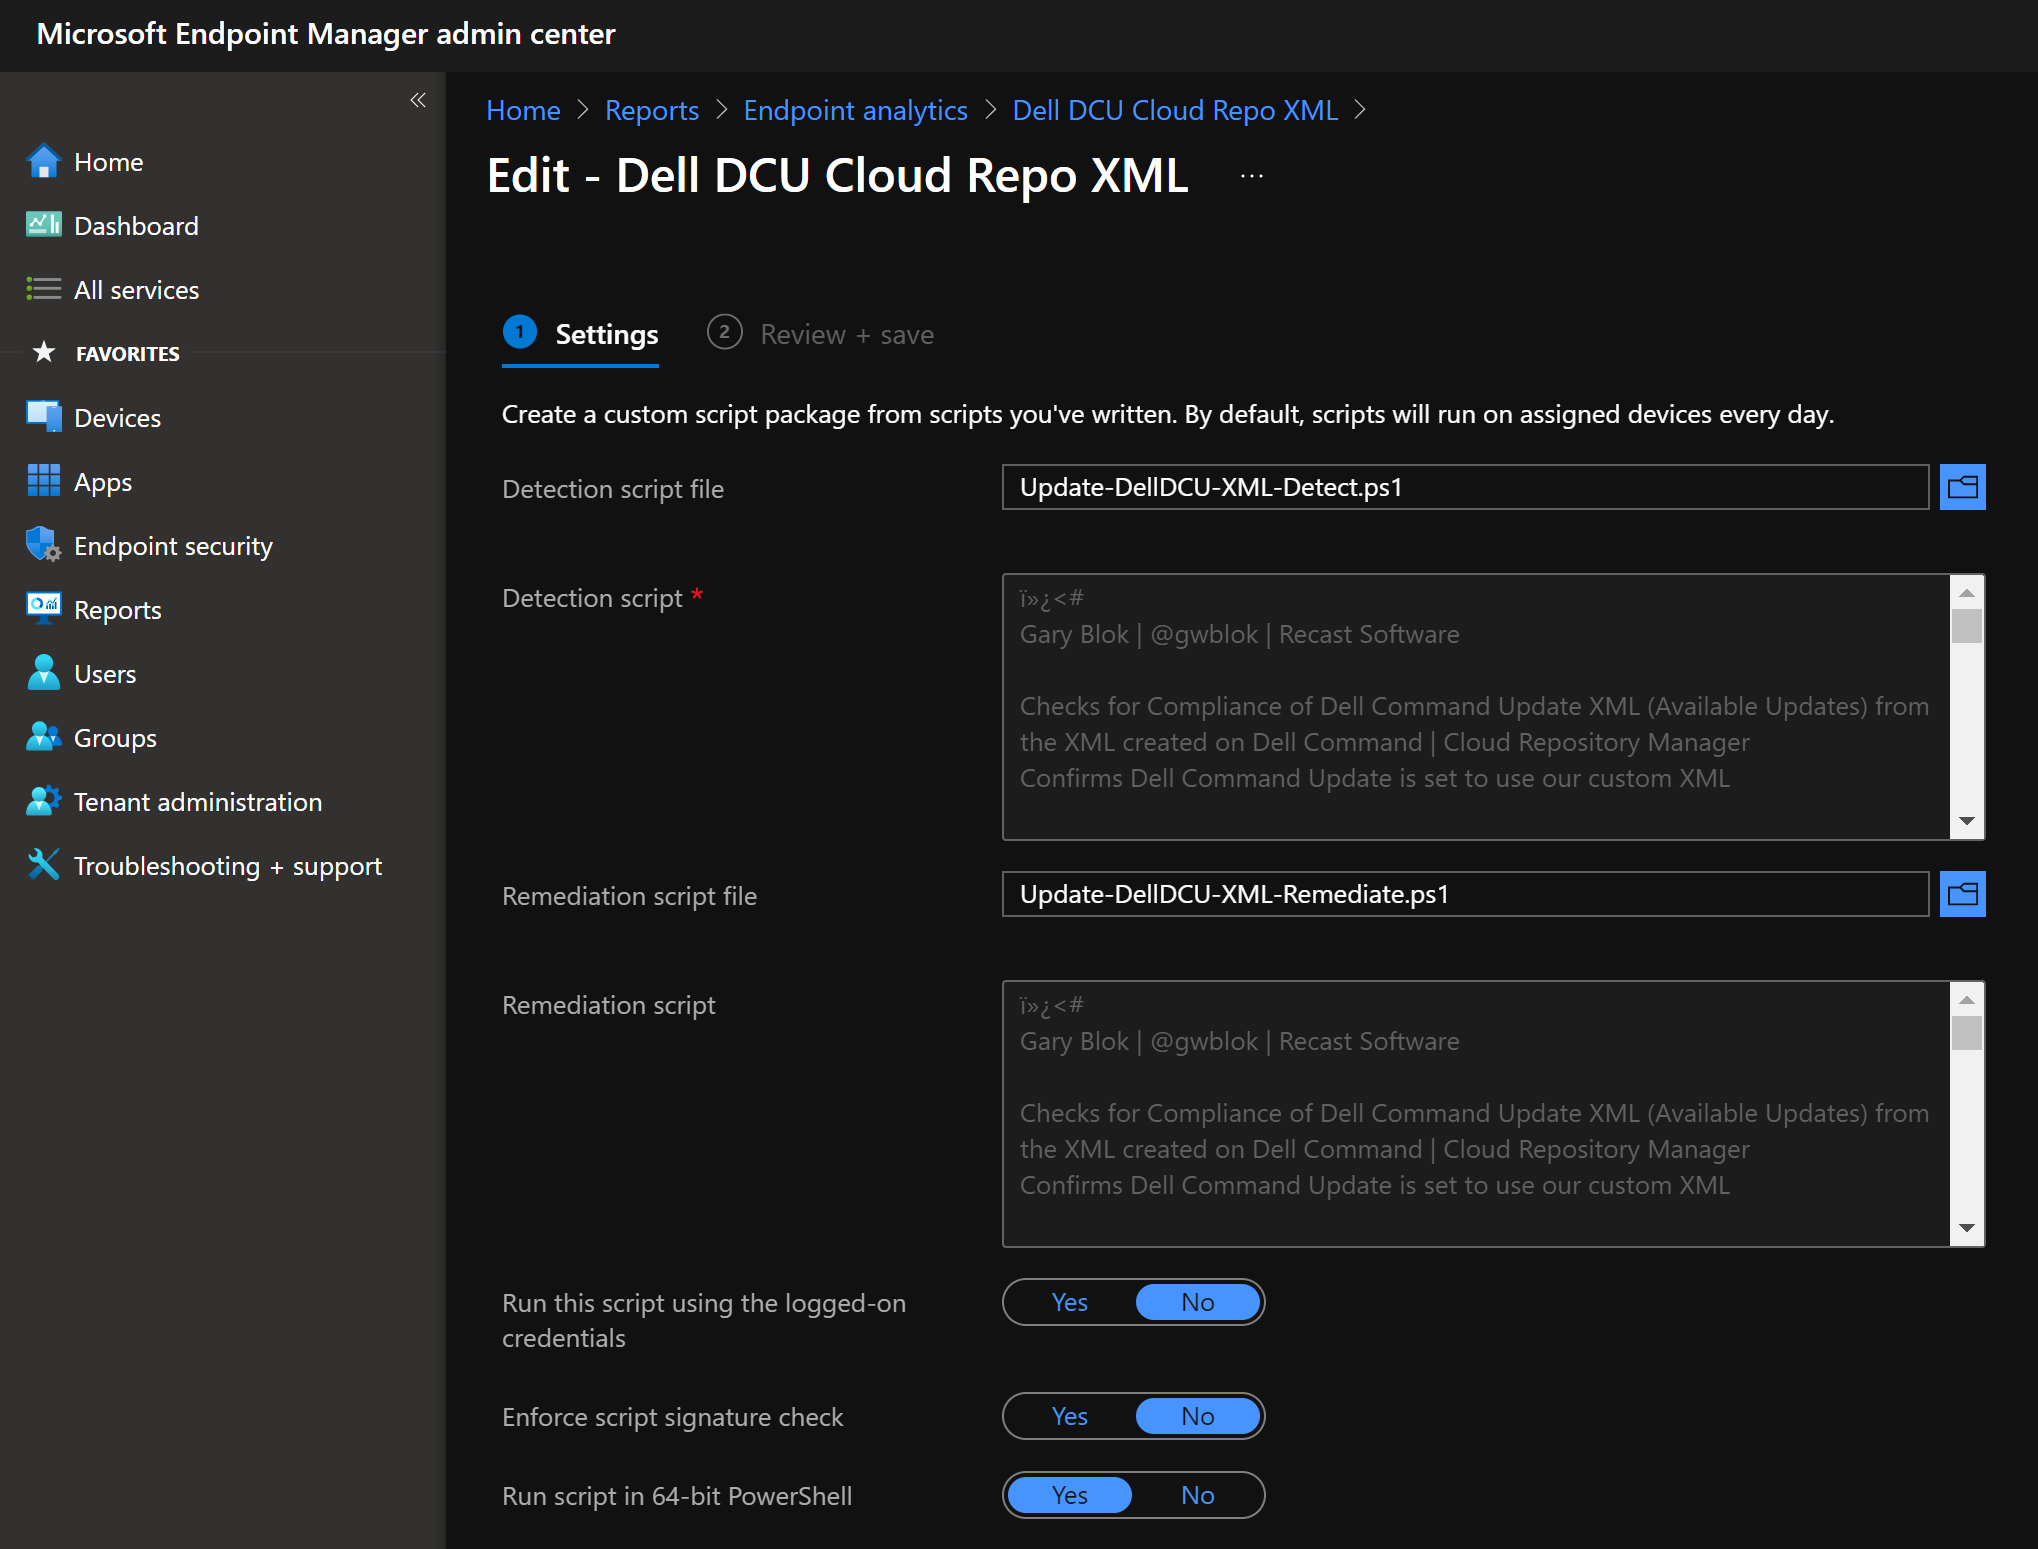 Microsoft Endpoint Manager admin center
«
Home
Dashboard
All services
FAVORITES
Devices
Apps
Endpoint security
Reports
Users
Groups
Tenant administration
Troubleshooting + support
Home > Reports > Endpoint analytics > Dell DCU Cloud Repo XML >
Edit - Dell DCU Cloud Repo XML ...
1 Settings 2 Review + save
Create a custom script package from scripts you've written. By default, scripts will run on assigned devices every day.
Detection script file Update-DellDCU-XML-Detect.ps1
Detection script *
ï»¿<#
Gary Blok | @gwblok | Recast Software
Checks for Compliance of Dell Command Update XML (Available Updates) from
the XML created on Dell Command | Cloud Repository Manager
Confirms Dell Command Update is set to use our custom XML
Remediation script file Update-DellDCU-XML-Remediate.ps1
Remediation script
ï»¿<#
Gary Blok | @gwblok | Recast Software
Checks for Compliance of Dell Command Update XML (Available Updates) from
the XML created on Dell Command | Cloud Repository Manager
Confirms Dell Command Update is set to use our custom XML
Run this script using the logged-on
credentials
Yes No
Enforce script signature check Yes No
Run script in 64-bit PowerShell Yes No